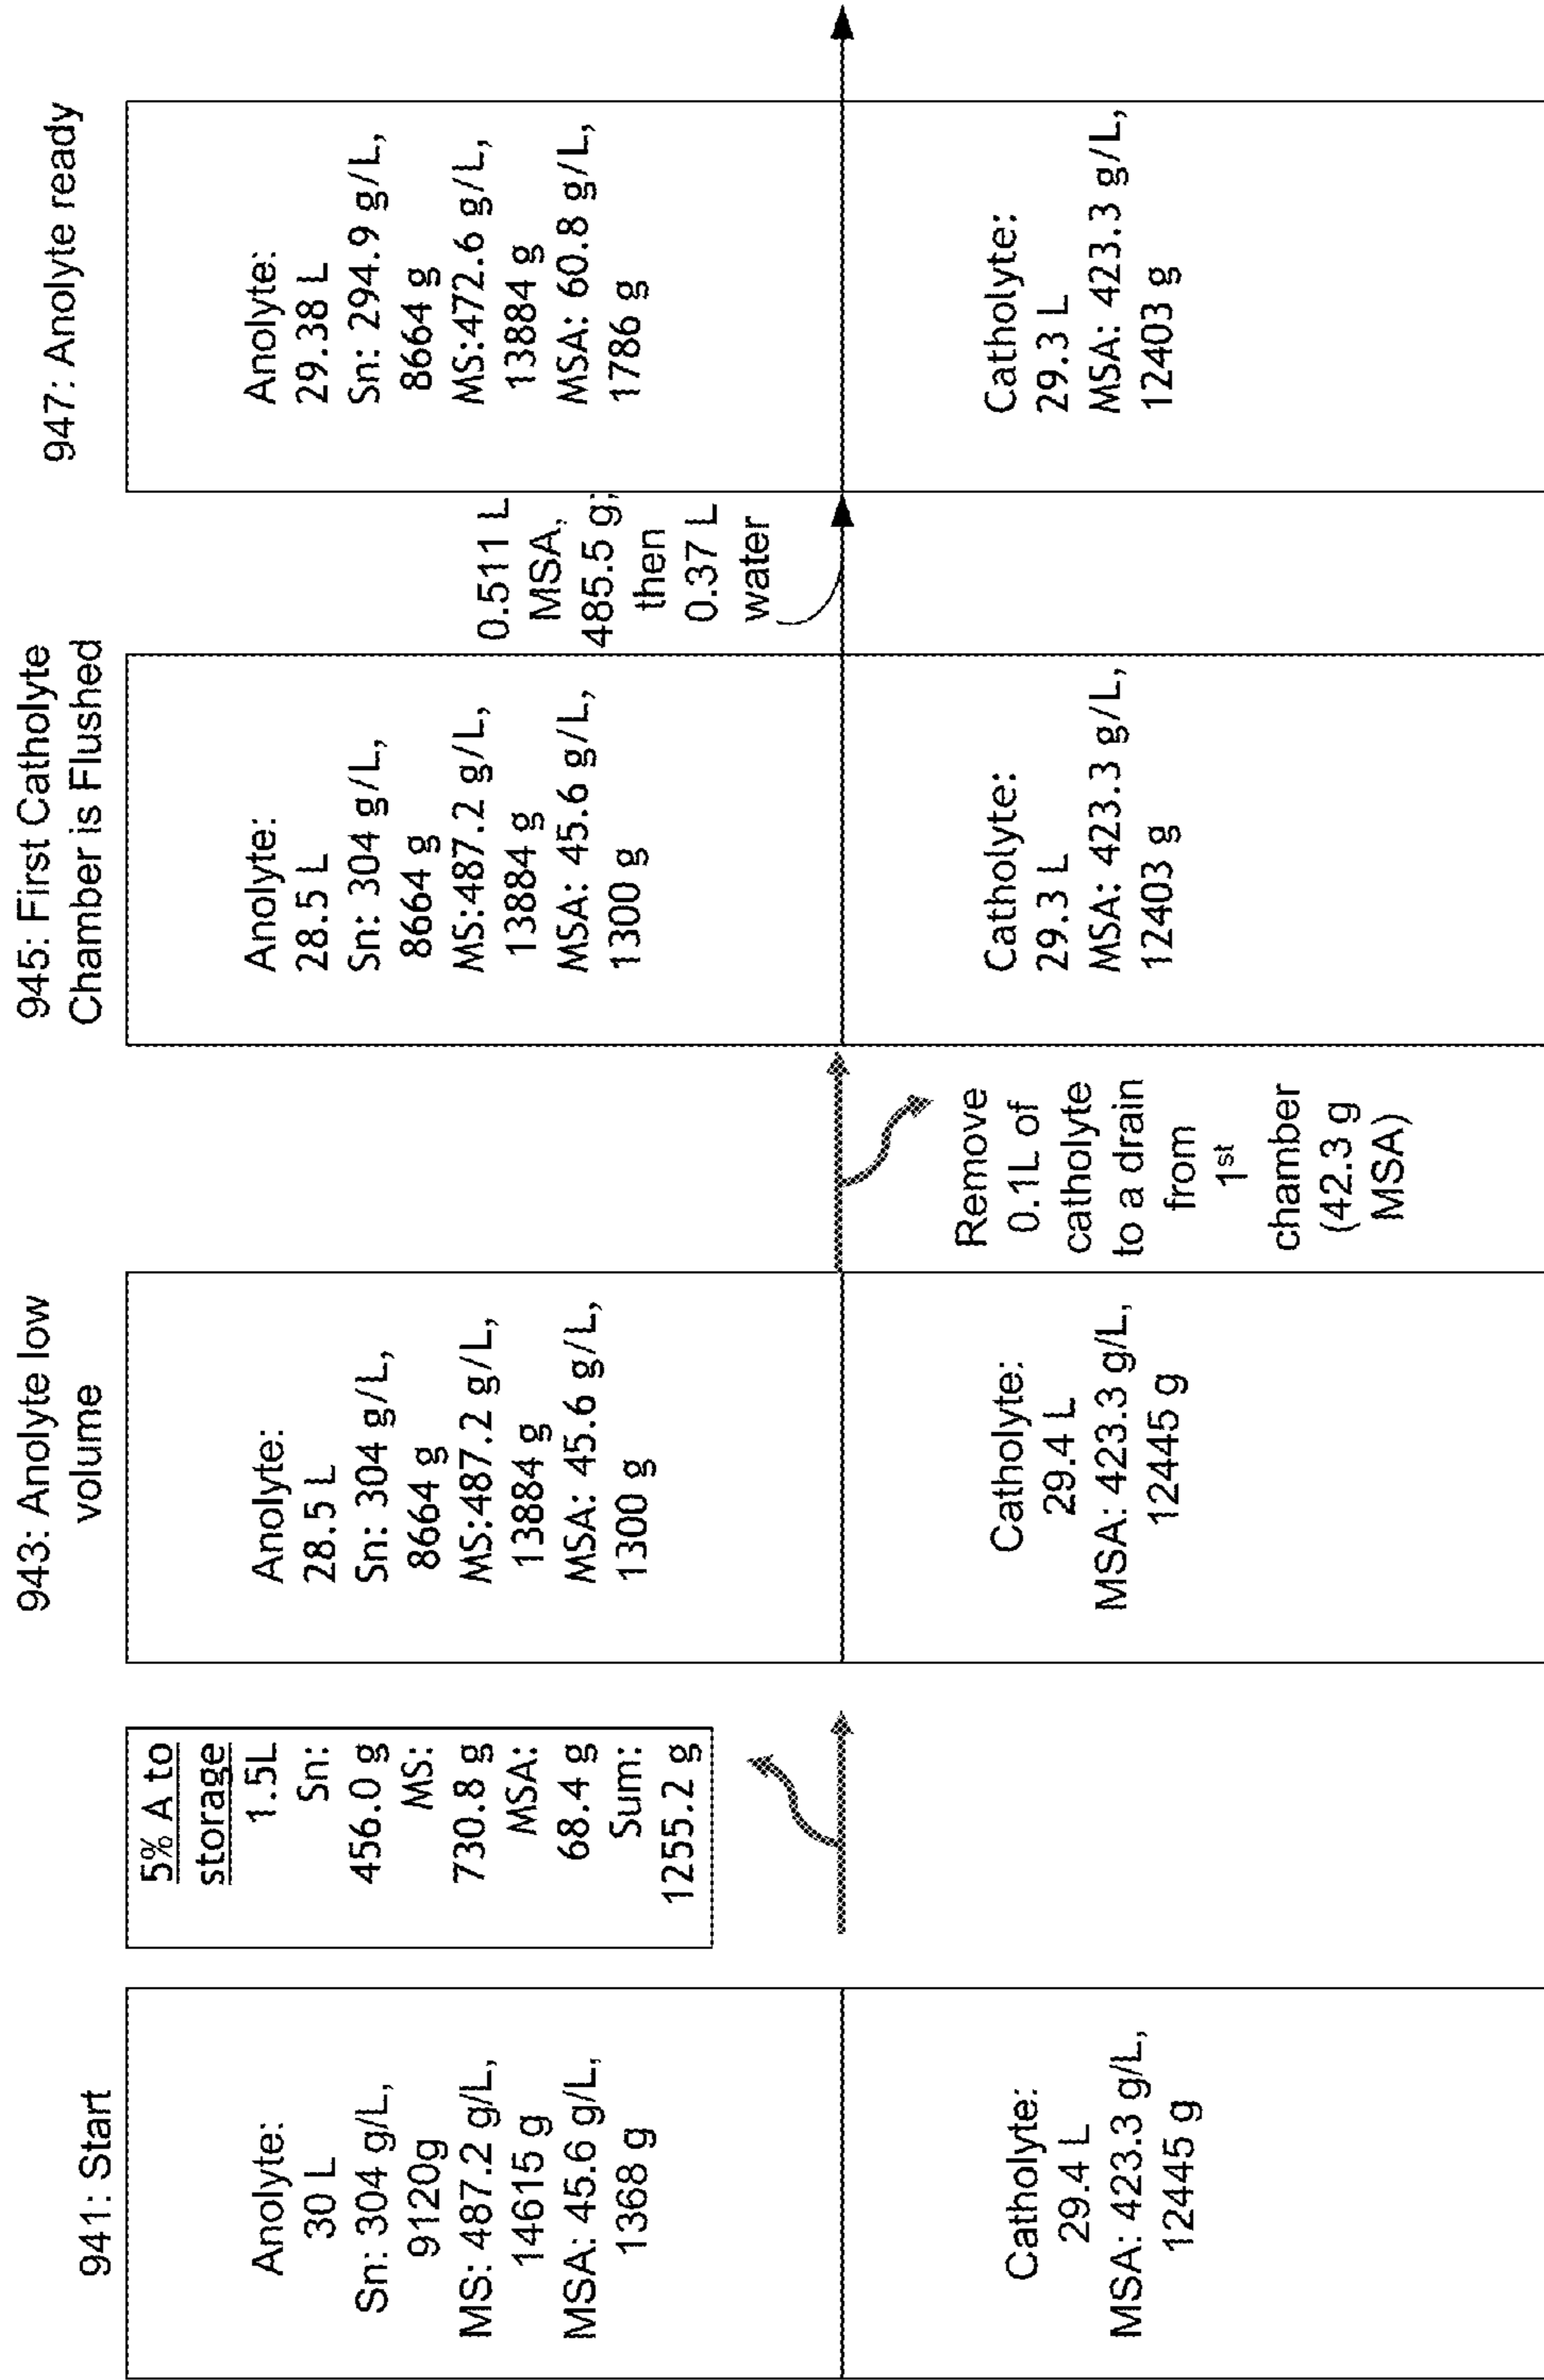 941: Start
Anolyte:
30 L
Sn: 304 g/L,
9120g
MS: 487.2 g/L,
14615 g
MSA: 45.6 g/L,
1368 g
Catholyte:
29.4 L
MSA: 423.3 g/L,
12445 g
5% A to
storage
1.5L
Sn:
456.0 g
MS:
730.8 g
MSA:
68.4 g
Sum:
1255.2 g
943: Anolyte low
volume
Anolyte:
28.5 L
Sn: 304 g/L,
8664 g
MS:487.2 g/L,
13884 g
MSA: 45.6 g/L,
1300 g
Catholyte:
29.4 L
MSA: 423.3 g/L,
12445 g
Remove
0.1L of
catholyte
to a drain
from
1st
chamber
(42.3 g
MSA)
945: First Catholyte
Chamber is Flushed
Anolyte:
28.5 L
Sn: 304 g/L,
8664 g
MS:487.2 g/L,
13884 g
MSA: 45.6 g/L,
1300 g
Catholyte:
29.3 L
MSA: 423.3 g/L,
12403 g
0.511 L
MSA,
485.5 g;
then
0.37 L
water
947: Anolyte ready
Anolyte:
29.38 L
Sn: 294.9 g/L,
8664 g
MS:472.6 g/L,
13884 g
MSA: 60.8 g/L,
1786 g
Catholyte:
29.3 L
MSA: 423.3 g/L,
12403 g